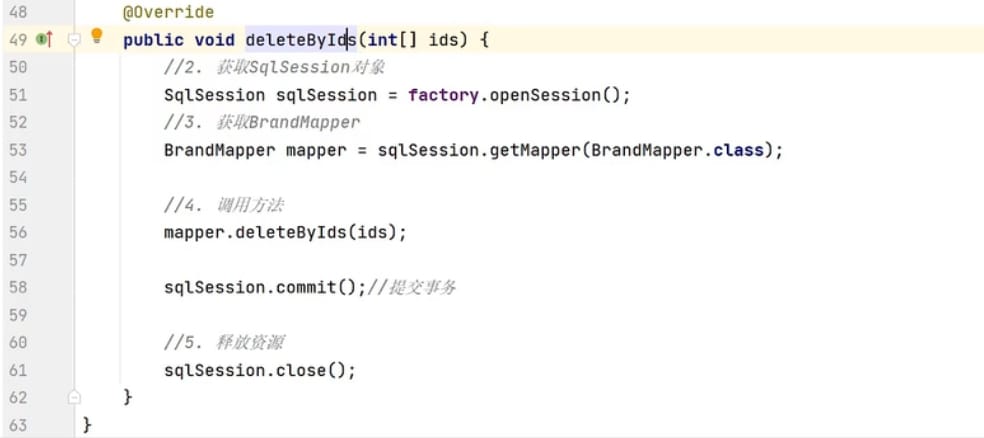 48 @Override
49 public void deleteByIds(int[] ids) {
50 //2. 获取SqlSession对象
51 SqlSession sqlSession = factory.openSession();
52 //3. 获取BrandMapper
53 BrandMapper mapper = sqlSession.getMapper(BrandMapper.class);
54
55 //4. 调用方法
56 mapper.deleteByIds(ids);
57
58 sqlSession.commit();//提交事务
59
60 //5. 释放资源
61 sqlSession.close();
62 }
63 }